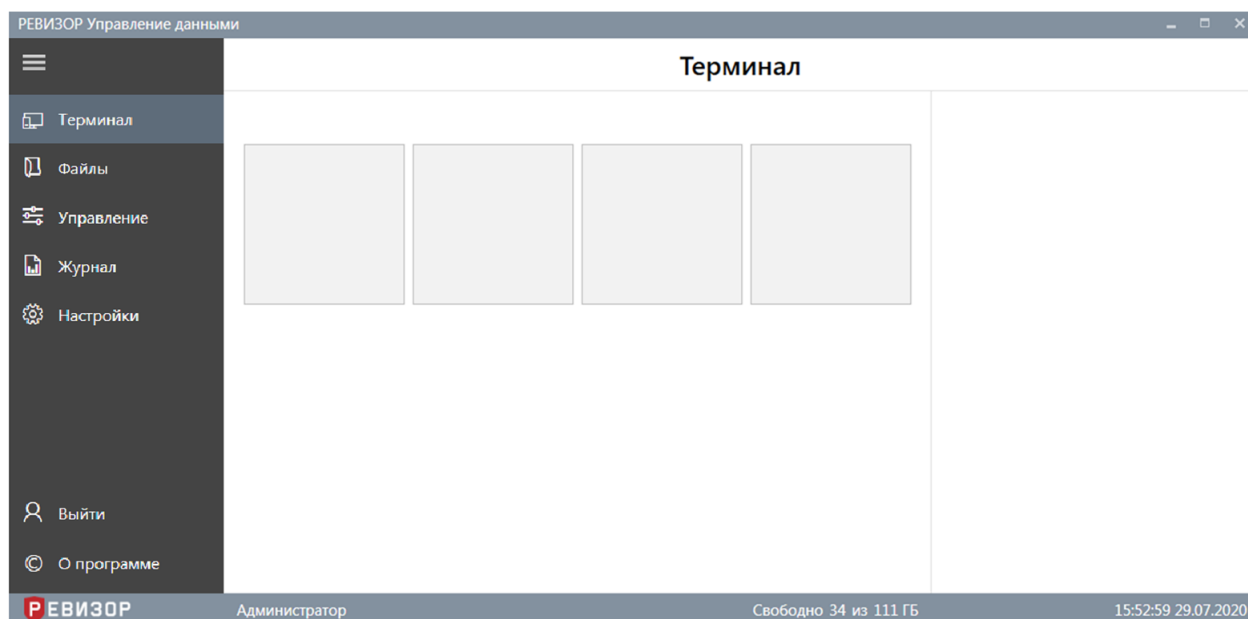 РЕВИЗОР Управление данными
Терминал
Терминал
Файлы
Управление
Журнал
Настройки
Выйти
© О программе
РЕВИЗОР
Администратор
Свободно 34 из 111 ГБ
15:52:59 29.07.2020